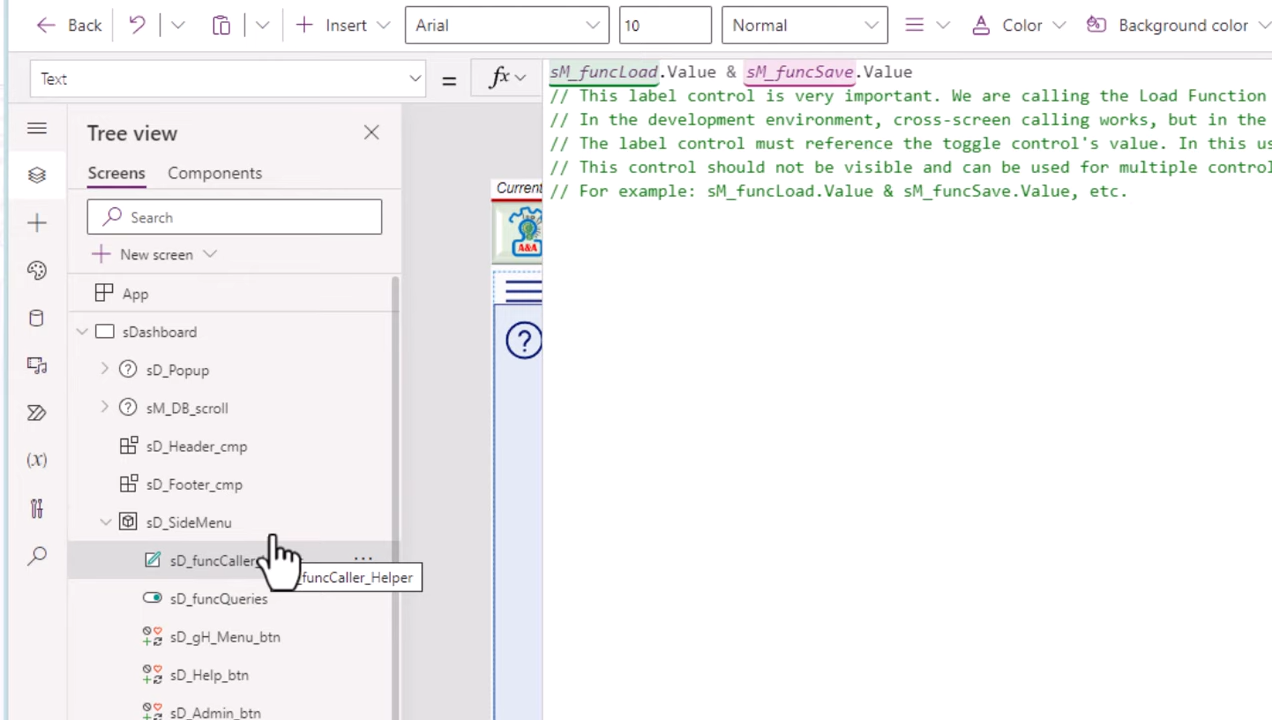 Back
Insert
Arial
10
Normal
Color
Background color
Text
=
fx
sM_funcLoad.Value & sM_funcSave.Value
// This label control is very important. We are calling the Load Function
// In the development environment, cross-screen calling works, but in the
// The label control must reference the toggle control's value. In this us
// This control should not be visible and can be used for multiple control
// For example: sM_funcLoad.Value & sM_funcSave.Value, etc.
Tree view
Screens
Components
Search
New screen
App
sDashboard
sD_Popup
sM_DB_scroll
sD_Header_cmp
sD_Footer_cmp
sD_SideMenu
sD_funcCaller_
_funcCaller_Helper
sD_funcQueries
sD_gH_Menu_btn
sD_Help_btn
sD_Admin_btn
Current
A&A